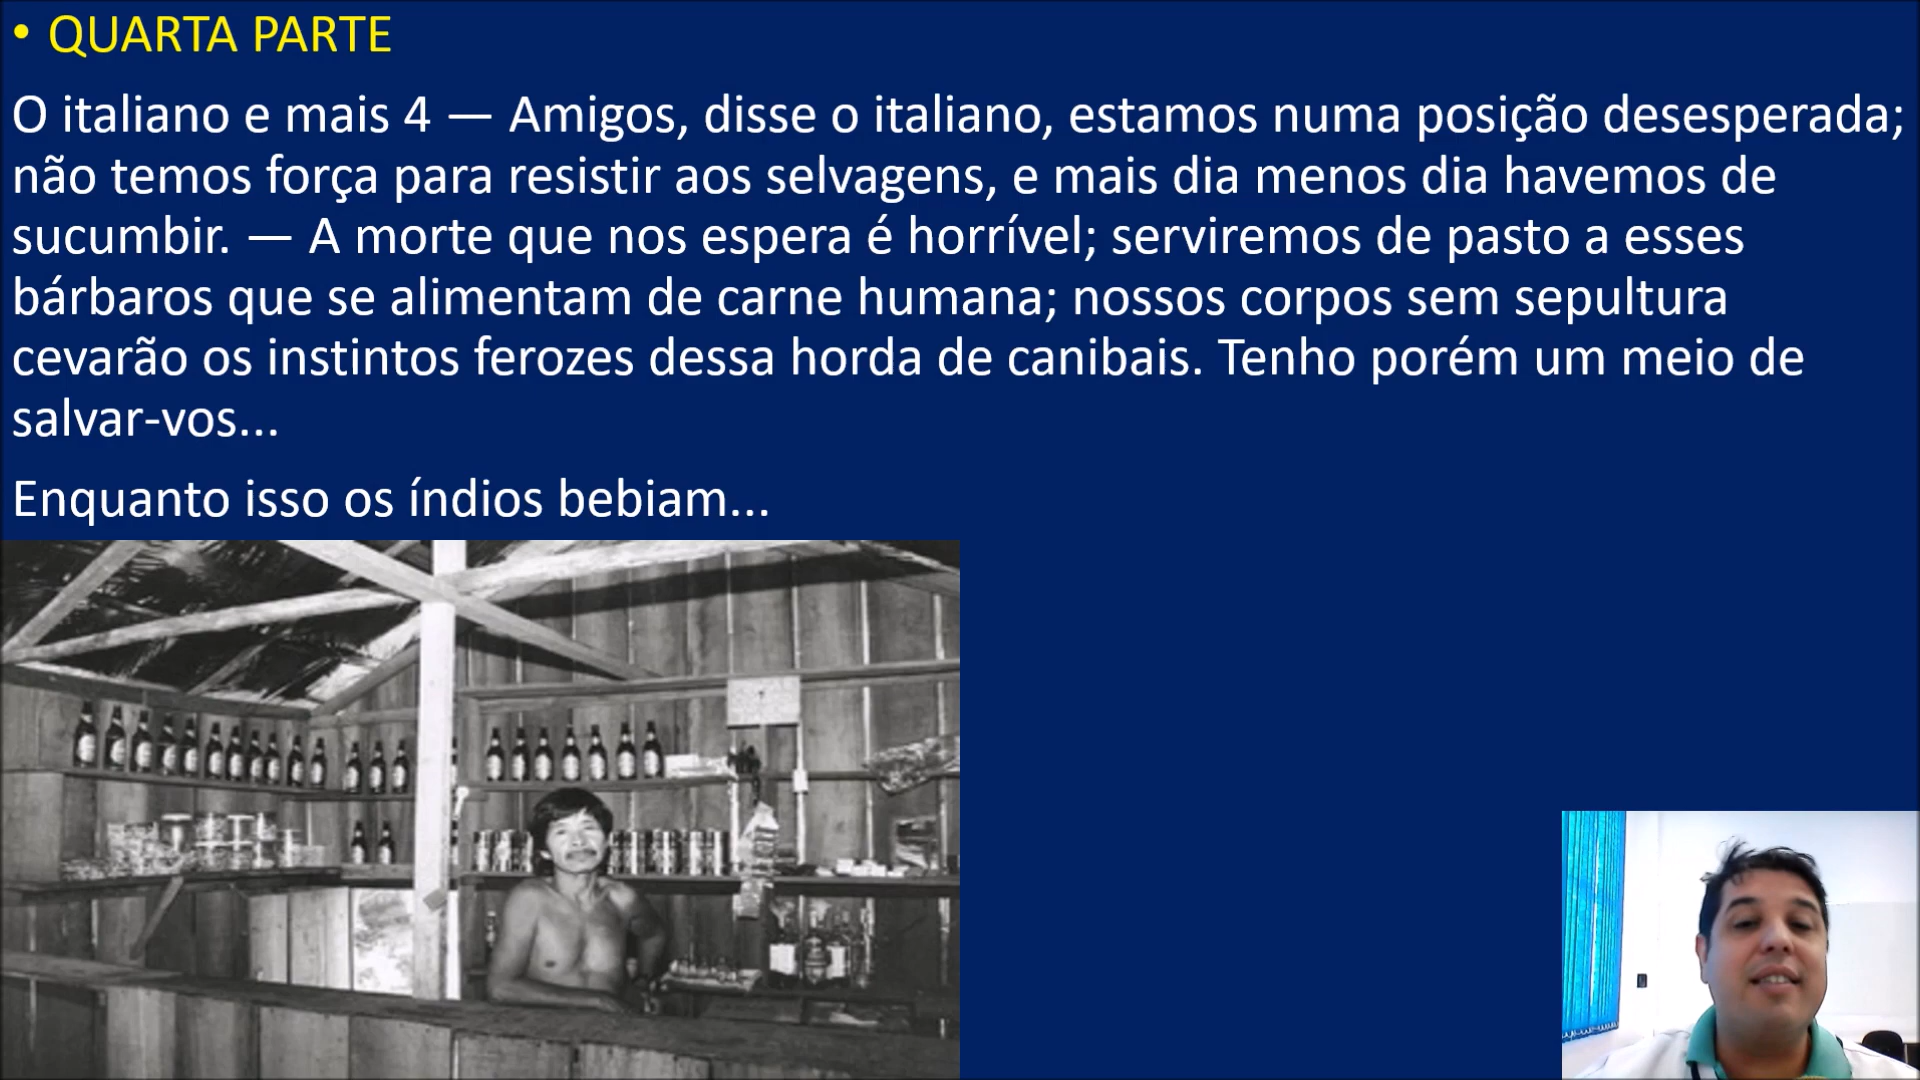 • QUARTA PARTE
O italiano e mais 4 — Amigos, disse o italiano, estamos numa posição desesperada;
não temos força para resistir aos selvagens, e mais dia menos dia havemos de
sucumbir. — A morte que nos espera é horrível; serviremos de pasto a esses
bárbaros que se alimentam de carne humana; nossos corpos sem sepultura
cevarão os instintos ferozes dessa horda de canibais. Tenho porém um meio de
salvar-vos...
Enquanto isso os índios bebiam...